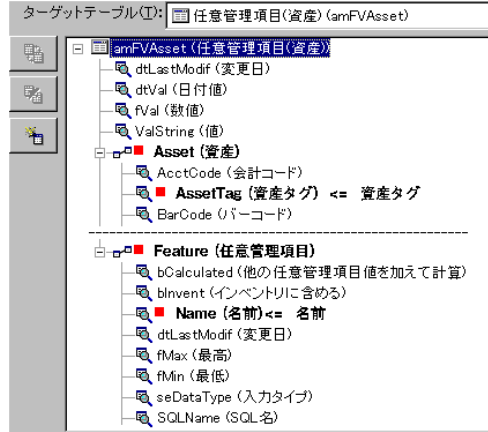 ターゲットテーブル(T): 任意管理項目(資産) (amFVAsset)
amFVAsset (任意管理項目(資産))
dtLastModif (変更日)
dtVal (日付値)
fVal (数値)
ValString (値)
Asset (資産)
AcctCode (会計コード)
AssetTag (資産タグ) <= 資産タグ
BarCode (バーコード)
Feature (任意管理項目)
bCalculated (他の任意管理項目値を加えて計算)
bInvent (インベントリに含める)
Name (名前)<= 名前
dtLastModif (変更日)
fMax (最高)
fMin (最低)
seDataType (入力タイプ)
SQLName (SQL名)